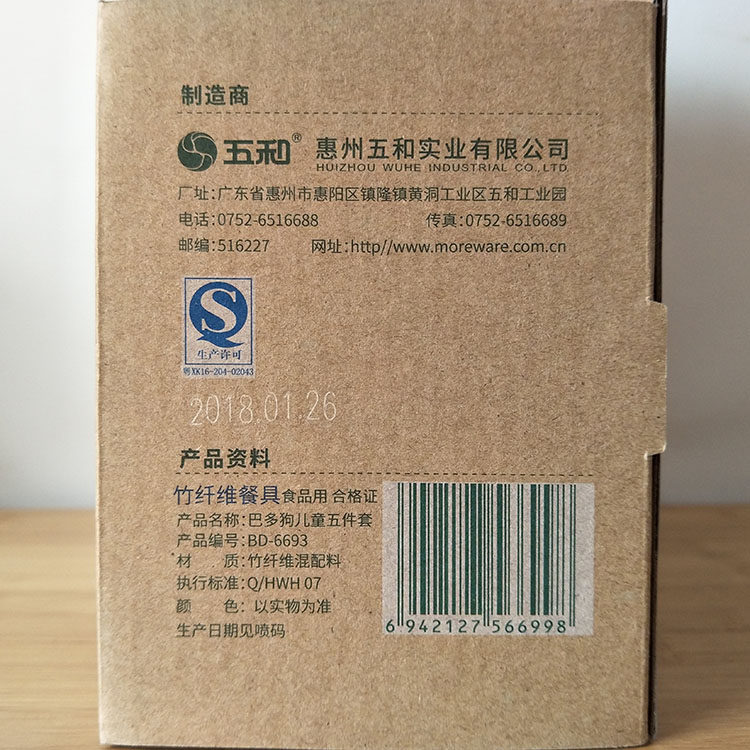 制造商
五和® 惠州五和实业有限公司
HUIZHOU WUHE INDUSTRIAL CO.,LTD.
厂址:广东省惠州市惠阳区镇隆镇黄洞工业区五和工业园
电话:0752-6516688 传真:0752-6516689
邮编:516227 网址:http//www.moreware.com.cn
QS
生产许可
粤XK16-204-02043
2018.01.26
产品资料
竹纤维餐具 食品用 合格证
产品名称:巴多狗儿童五件套
产品编号:BD-6693
材 质:竹纤维混配料
执行标准:Q/HWH 07
颜 色:以实物为准
生产日期见喷码
6 942127 566998